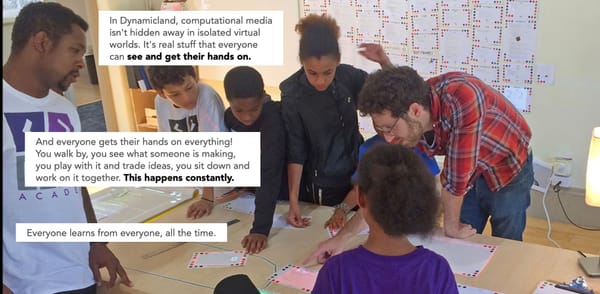 In Dynamicland, computational media
isn't hidden away in isolated virtual
worlds. It's real stuff that everyone
can see and get their hands on.
And everyone gets their hands on everything!
You walk by, you see what someone is making,
you play with it and trade ideas, you sit down and
work on it together. This happens constantly.
ACAD
Everyone learns from everyone, all the time.